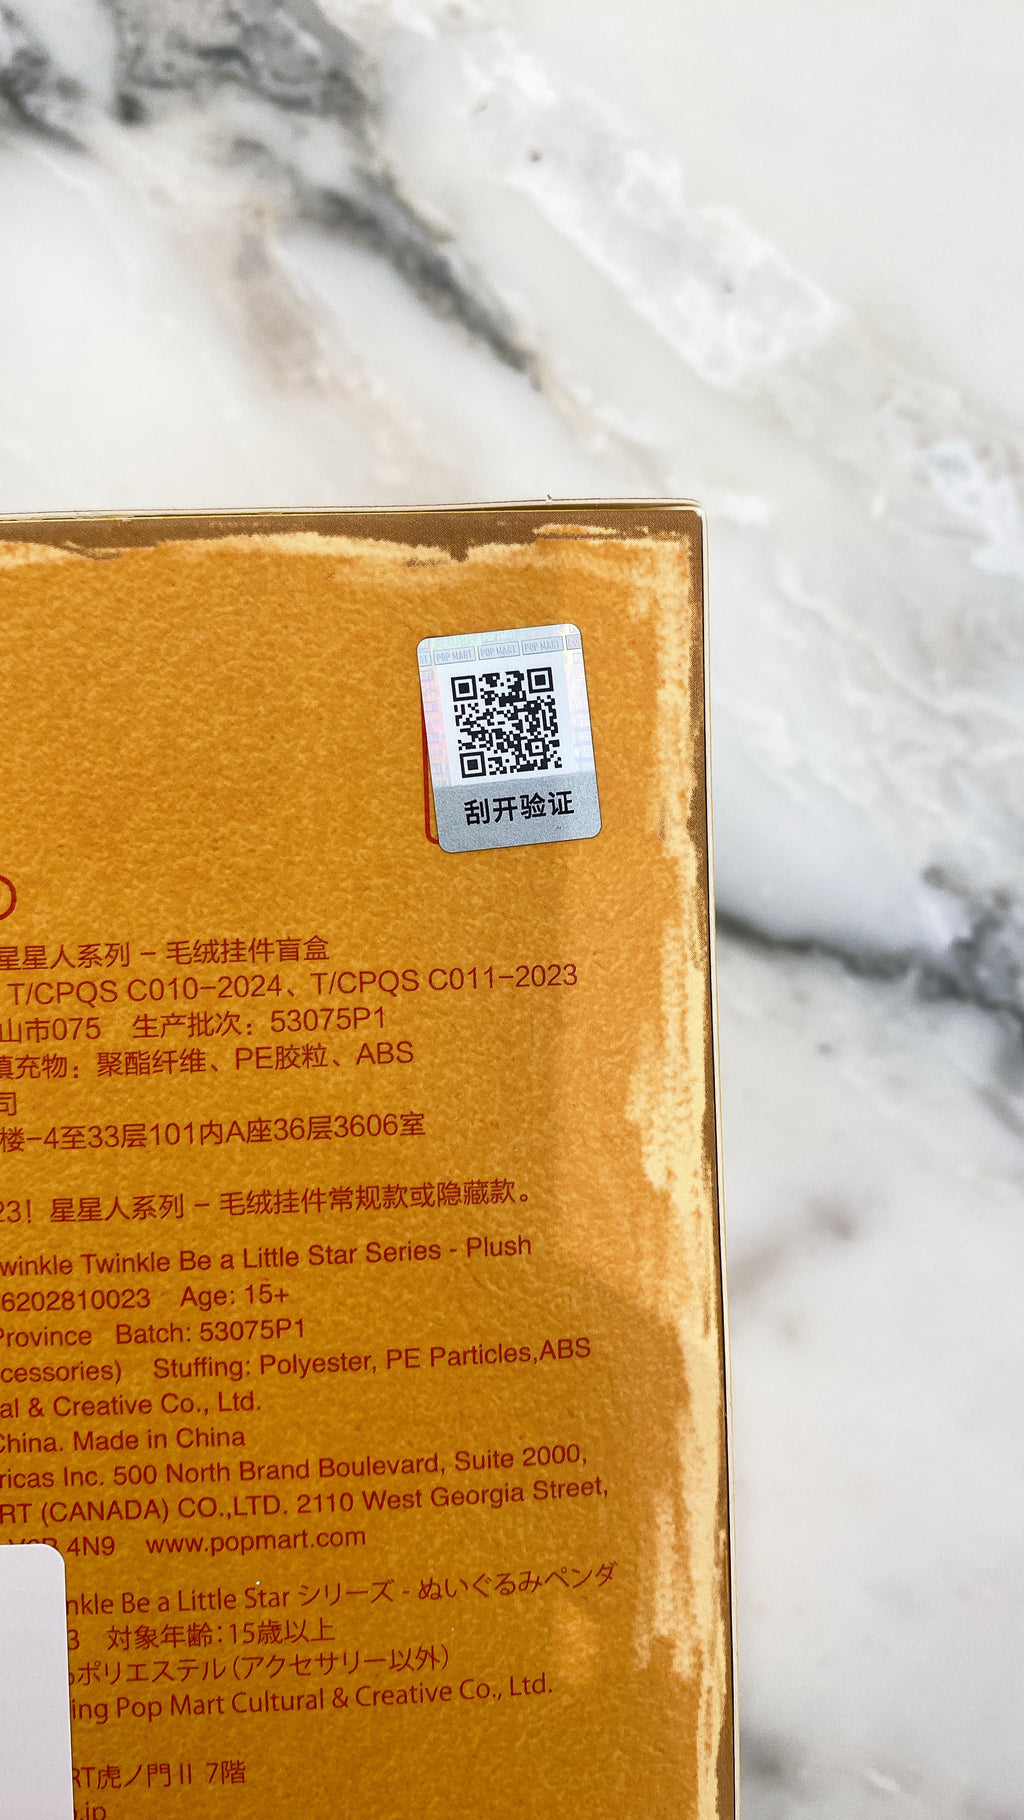 POP MART POP MART POP MART
刮开验证
星星人系列 – 毛绒挂件盲盒
T/CPQS C010–2024、T/CPQS C011–2023
山市075 生产批次：53075P1
填充物：聚酯纤维、PE胶粒、ABS
司
楼–4至33层101内A座36层3606室
23！星星人系列 – 毛绒挂件常规款或隐藏款。
winkle Twinkle Be a Little Star Series - Plush
6202810023 Age: 15+
Province Batch: 53075P1
cessories) Stuffing: Polyester, PE Particles,ABS
al & Creative Co., Ltd.
China. Made in China
ricas Inc. 500 North Brand Boulevard, Suite 2000,
RT (CANADA) CO.,LTD. 2110 West Georgia Street,
4N9 www.popmart.com
nkle Be a Little Star シリーズ - ぬいぐるみペンダ
3 対象年齢：15歳以上
%ポリエステル（アクセサリー以外）
ing Pop Mart Cultural & Creative Co., Ltd.
RT虎ノ門II 7階
.jp